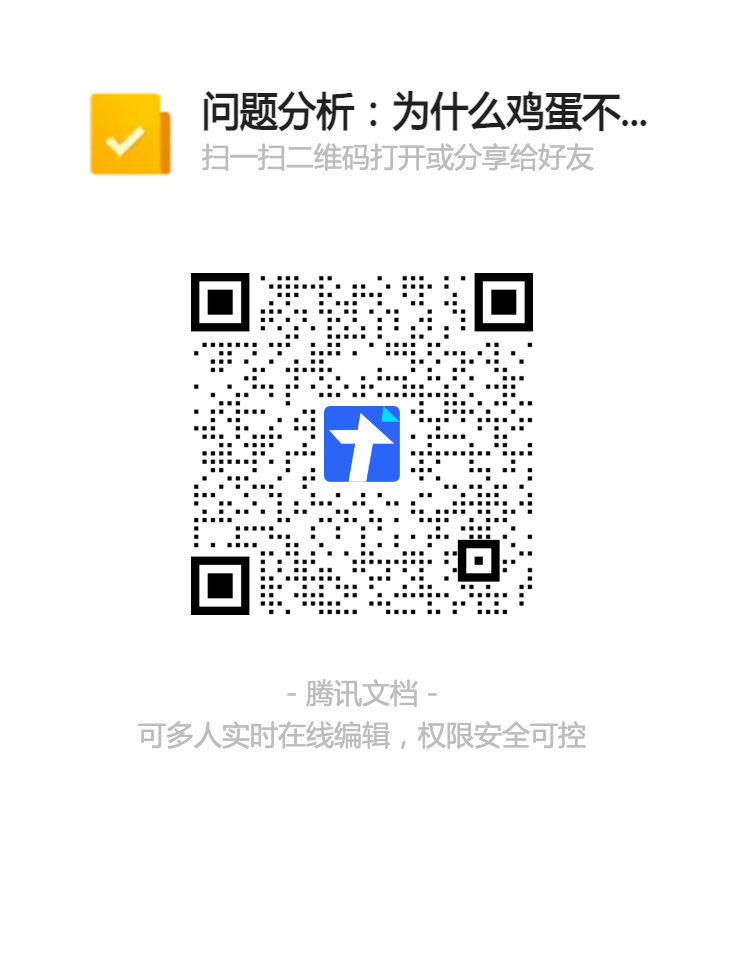 问题分析：为什么鸡蛋不...
扫一扫二维码打开或分享给好友
- 腾讯文档 -
可多人实时在线编辑，权限安全可控